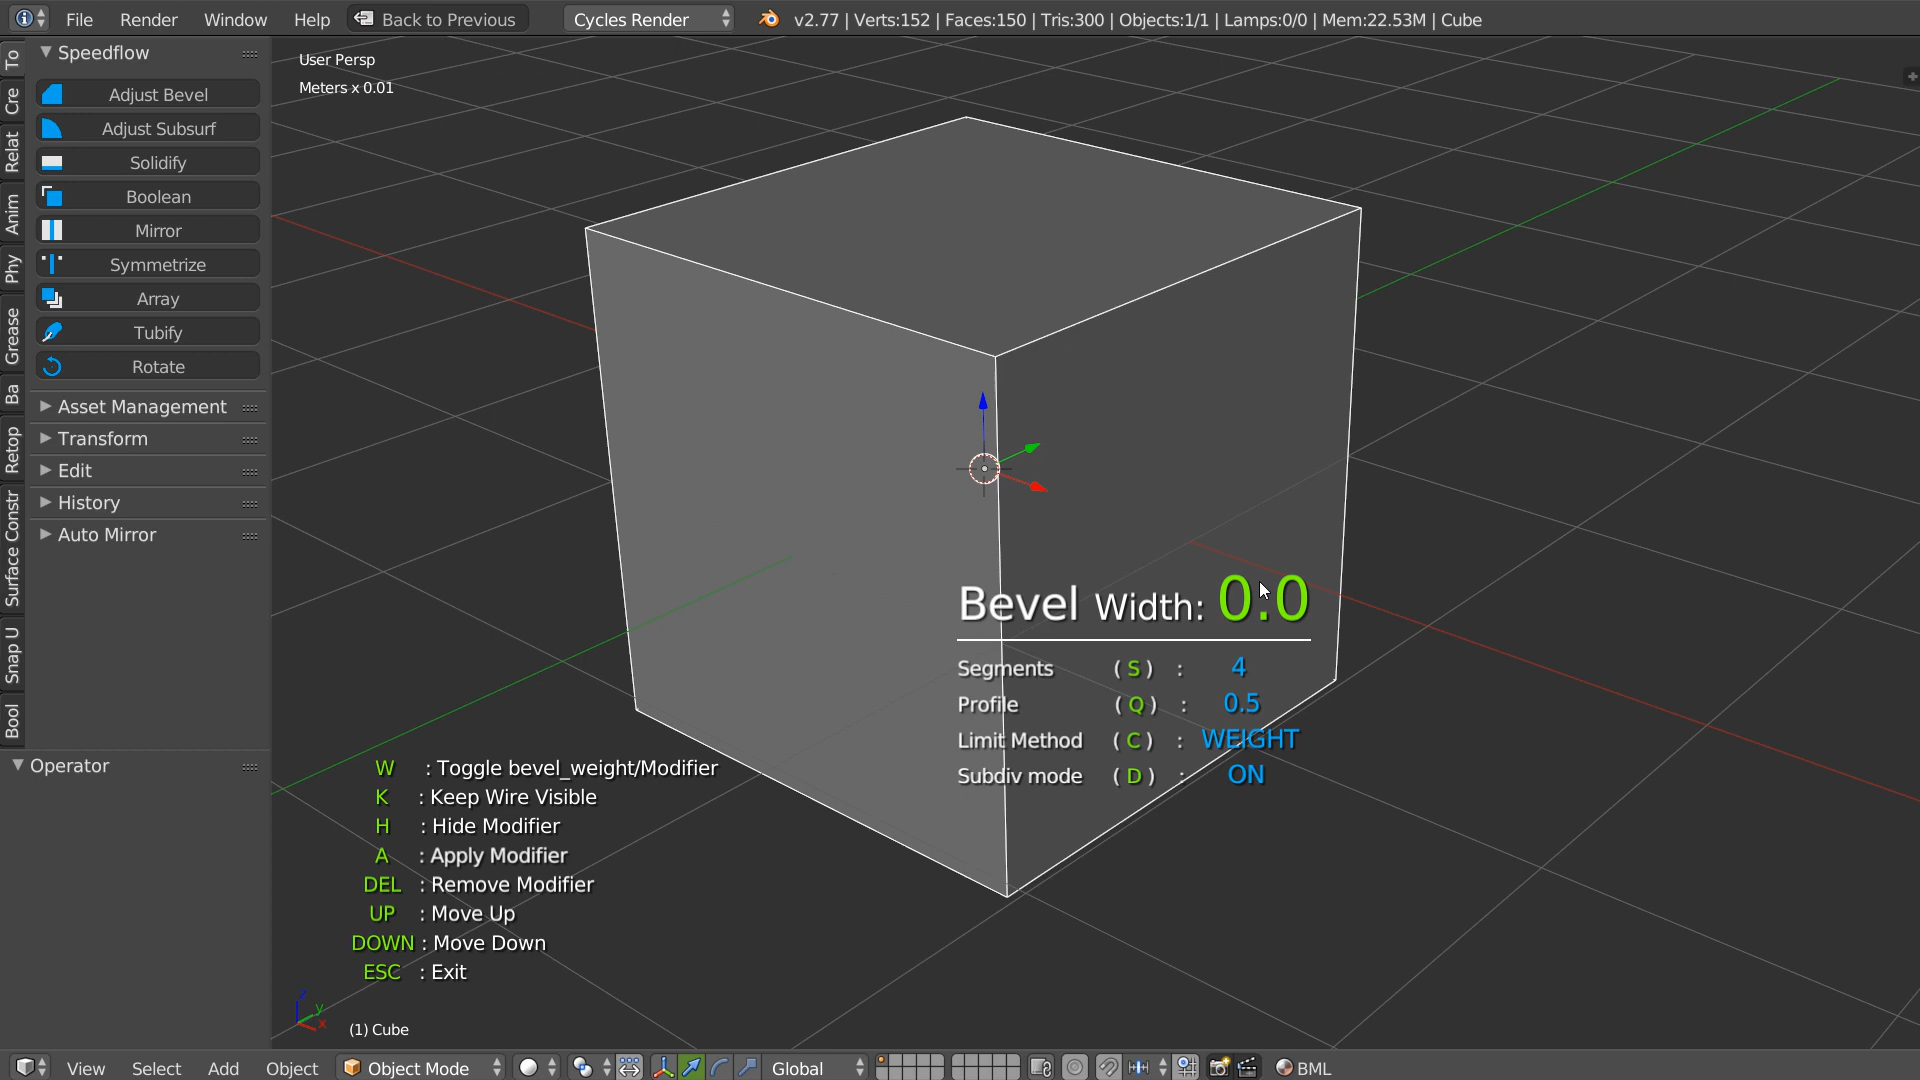 File Render Window Help Back to Previous Cycles Render v2.77 | Verts:152 | Faces:150 | Tris:300 | Objects:1/1 | Lamps:0/0 | Mem:22.53M | Cube
To
Cre
Relat
Anim
Phy
Grease
Ba
Retop
Surface Constr
Snap U
Bool
Speedflow
Adjust Bevel
Adjust Subsurf
Solidify
Boolean
Mirror
Symmetrize
Array
Tubify
Rotate
Asset Management
Transform
Edit
History
Auto Mirror
Operator
User Persp
Meters x 0.01
Bevel Width: 0.0
Segments ( S ) : 4
Profile ( Q ) : 0.5
Limit Method ( C ) : WEIGHT
Subdiv mode ( D ) : ON
W : Toggle bevel_weight/Modifier
K : Keep Wire Visible
H : Hide Modifier
A : Apply Modifier
DEL : Remove Modifier
UP : Move Up
DOWN : Move Down
ESC : Exit
z
y
x
(1) Cube
View Select Add Object Object Mode Global BML